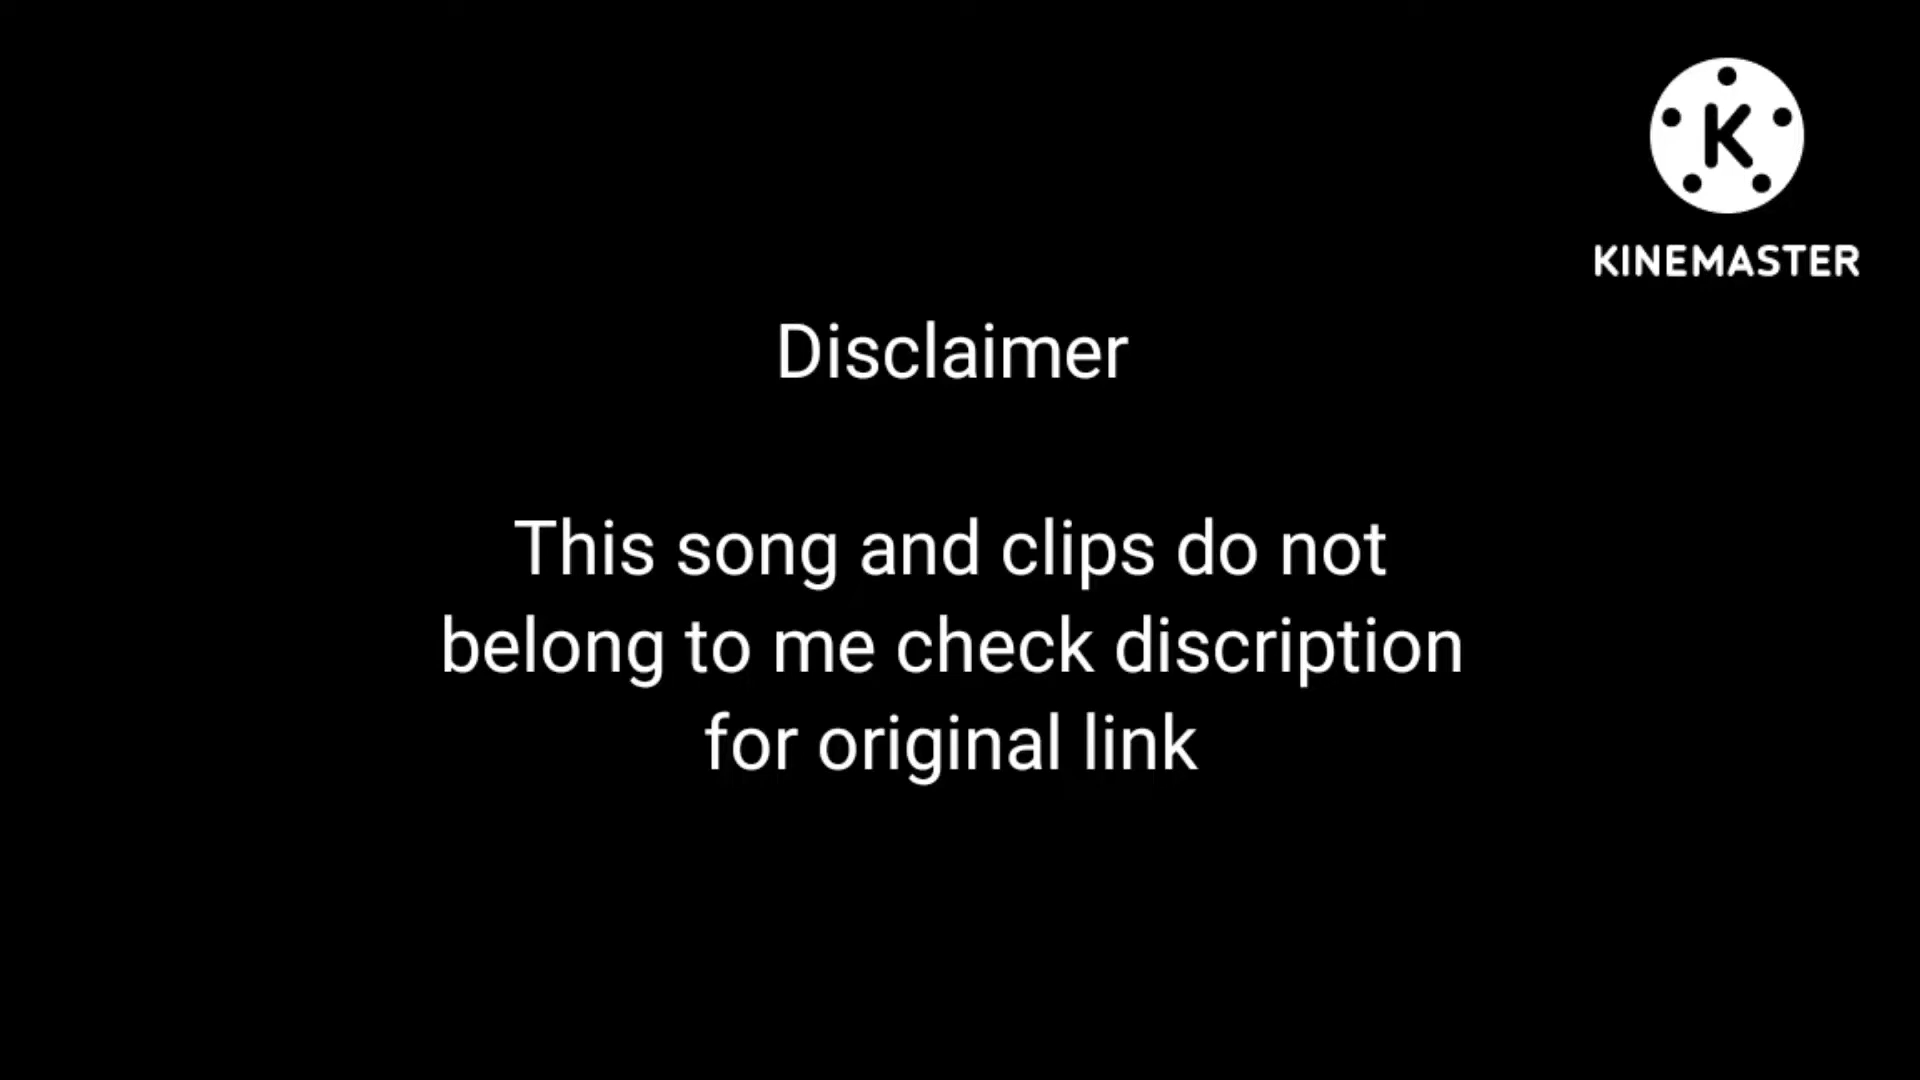 K
KINEMASTER
Disclaimer
This song and clips do not
belong to me check discription
for original link